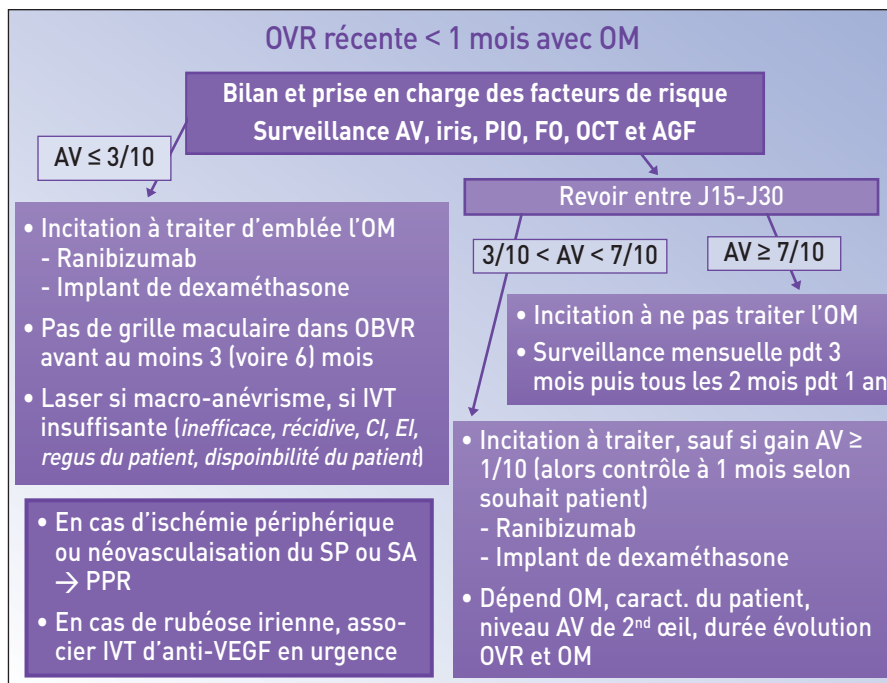 OVR récente < 1 mois avec OM
Bilan et prise en charge des facteurs de risque
Surveillance AV, iris, PIO, FO, OCT et AGF
AV ≤ 3/10
• Incitation à traiter d’emblée l’OM
- Ranibizumab
- Implant de dexaméthasone
• Pas de grille maculaire dans OBVR
avant au moins 3 (voire 6) mois
• Laser si macro-anévrisme, si IVT
insuffisante (inefficace, récidive, CI, EI,
regus du patient, dispoinbilité du patient)
• En cas d’ischémie périphérique
ou néovasculaisation du SP ou SA
→ PPR
• En cas de rubéose irienne, asso-
cier IVT d’anti-VEGF en urgence
Revoir entre J15-J30
3/10 < AV < 7/10
AV ≥ 7/10
• Incitation à ne pas traiter l’OM
• Surveillance mensuelle pdt 3
mois puis tous les 2 mois pdt 1 an
• Incitation à traiter, sauf si gain AV ≥
1/10 (alors contrôle à 1 mois selon
souhait patient)
- Ranibizumab
- Implant de dexaméthasone
• Dépend OM, caract. du patient,
niveau AV de 2nd œil, durée évolution
OVR et OM